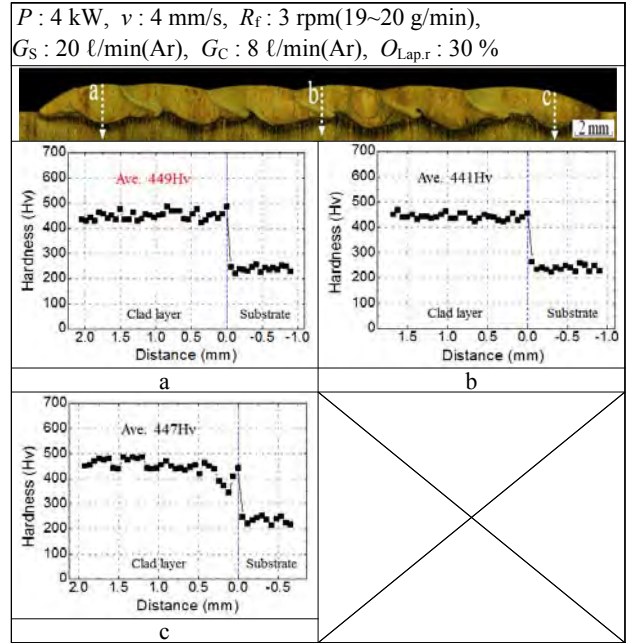 P : 4 kW, v : 4 mm/s, Rf : 3 rpm(19~20 g/min),
GS : 20 ℓ/min(Ar), GC : 8 ℓ/min(Ar), OLap.r : 30 %
a
b
c
2 mm
Ave. 449Hv
Hardness (Hv)
700
600
500
400
300
200
100
0
Clad layer
Substrate
2.0 1.5 1.0 0.5 0.0 -0.5 -1.0
Distance (mm)
a
Ave. 441Hv
Hardness (Hv)
700
600
500
400
300
200
100
0
Clad layer
Substrate
2.0 1.5 1.0 0.5 0.0 -0.5 -1.0
Distance (mm)
b
Ave. 447Hv
Hardness (Hv)
700
600
500
400
300
200
100
0
Clad layer
Substrate
2.0 1.5 1.0 0.5 0.0 -0.5 -1.0
Distance (mm)
c